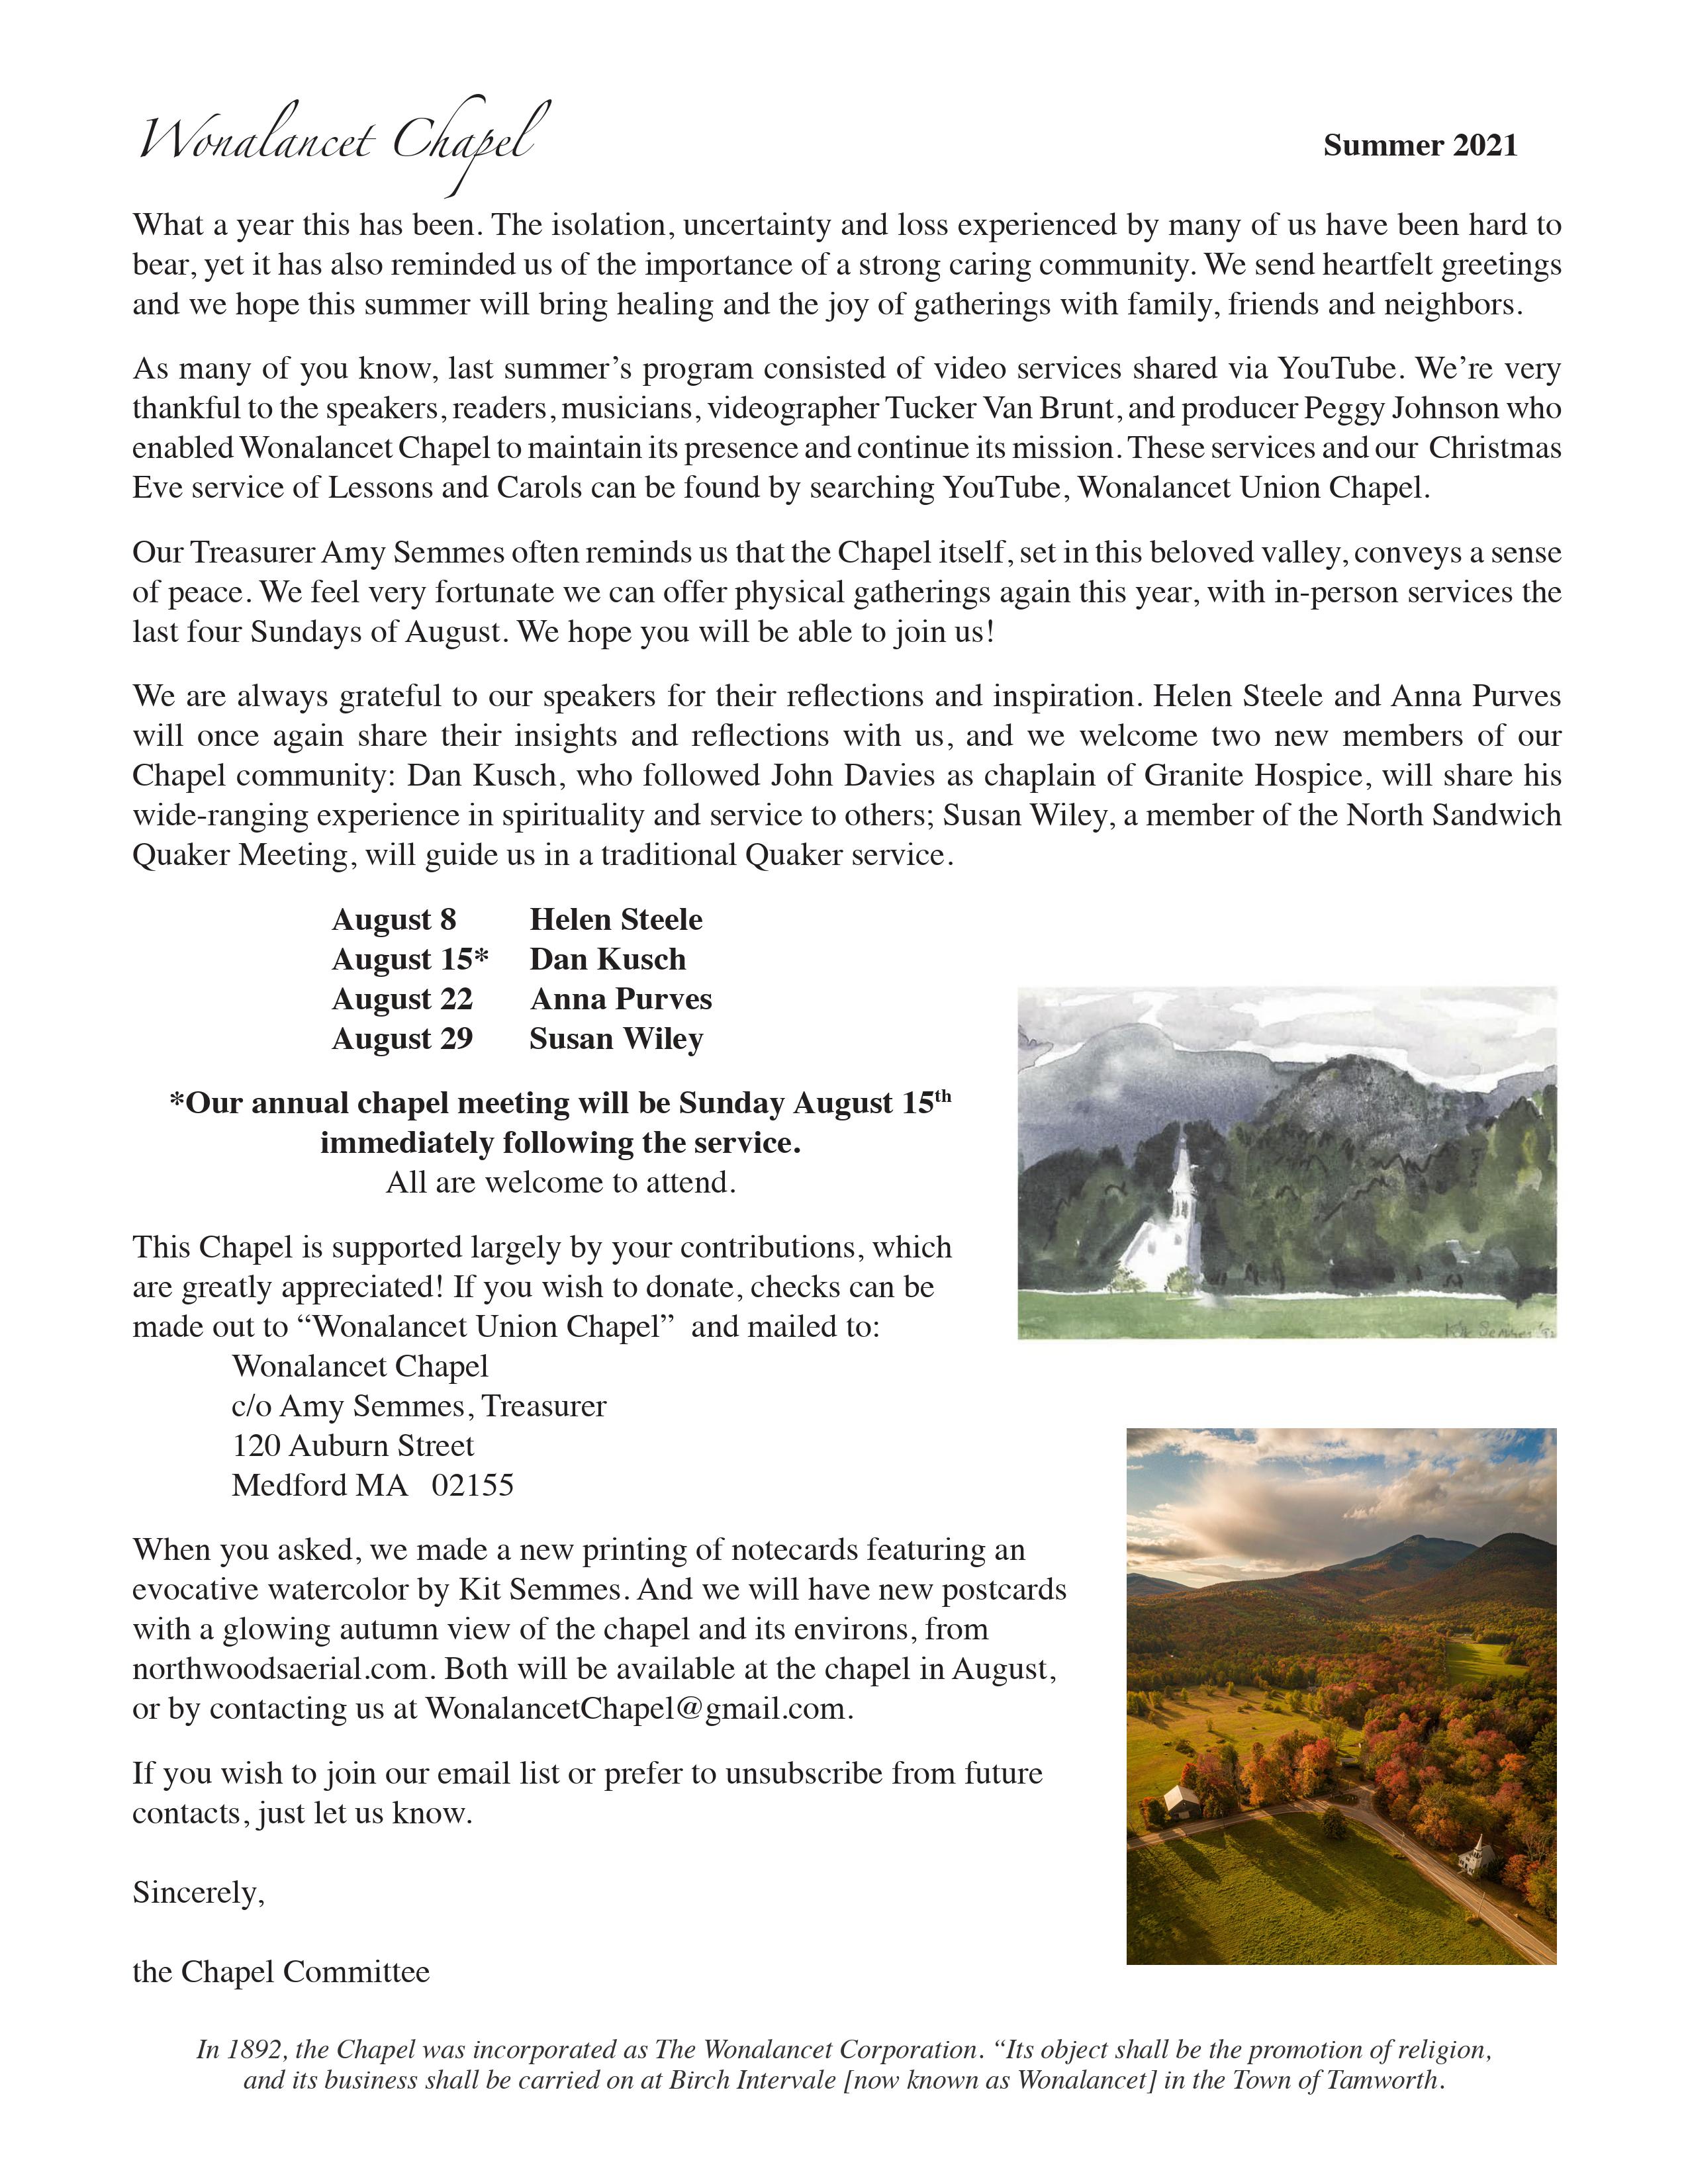 Wonalancet Chapel
Summer 2021
What a year this has been. The isolation, uncertainty and loss experienced by many of us have been hard to
bear, yet it has also reminded us of the importance of a strong caring community. We send heartfelt greetings
and we hope this summer will bring healing and the joy of gatherings with family, friends and neighbors.
As many of you know, last summer’s program consisted of video services shared via YouTube. We’re very
thankful to the speakers, readers, musicians, videographer Tucker Van Brunt, and producer Peggy Johnson who
enabled Wonalancet Chapel to maintain its presence and continue its mission. These services and our Christmas
Eve service of Lessons and Carols can be found by searching YouTube, Wonalancet Union Chapel.
Our Treasurer Amy Semmes often reminds us that the Chapel itself, set in this beloved valley, conveys a sense
of peace. We feel very fortunate we can offer physical gatherings again this year, with in-person services the
last four Sundays of August. We hope you will be able to join us!
We are always grateful to our speakers for their reflections and inspiration. Helen Steele and Anna Purves
will once again share their insights and reflections with us, and we welcome two new members of our
Chapel community: Dan Kusch, who followed John Davies as chaplain of Granite Hospice, will share his
wide-ranging experience in spirituality and service to others; Susan Wiley, a member of the North Sandwich
Quaker Meeting, will guide us in a traditional Quaker service.
August 8 Helen Steele
August 15* Dan Kusch
August 22 Anna Purves
August 29 Susan Wiley
*Our annual chapel meeting will be Sunday August 15th
immediately following the service.
All are welcome to attend.
This Chapel is supported largely by your contributions, which
are greatly appreciated! If you wish to donate, checks can be
made out to “Wonalancet Union Chapel” and mailed to:
Wonalancet Chapel
c/o Amy Semmes, Treasurer
120 Auburn Street
Medford MA 02155
Kit Semmes
When you asked, we made a new printing of notecards featuring an
evocative watercolor by Kit Semmes. And we will have new postcards
with a glowing autumn view of the chapel and its environs, from
northwoodsaerial.com. Both will be available at the chapel in August,
or by contacting us at WonalancetChapel@gmail.com.
If you wish to join our email list or prefer to unsubscribe from future
contacts, just let us know.
Sincerely,
the Chapel Committee
In 1892, the Chapel was incorporated as The Wonalancet Corporation. “Its object shall be the promotion of religion,
and its business shall be carried on at Birch Intervale [now known as Wonalancet] in the Town of Tamworth.